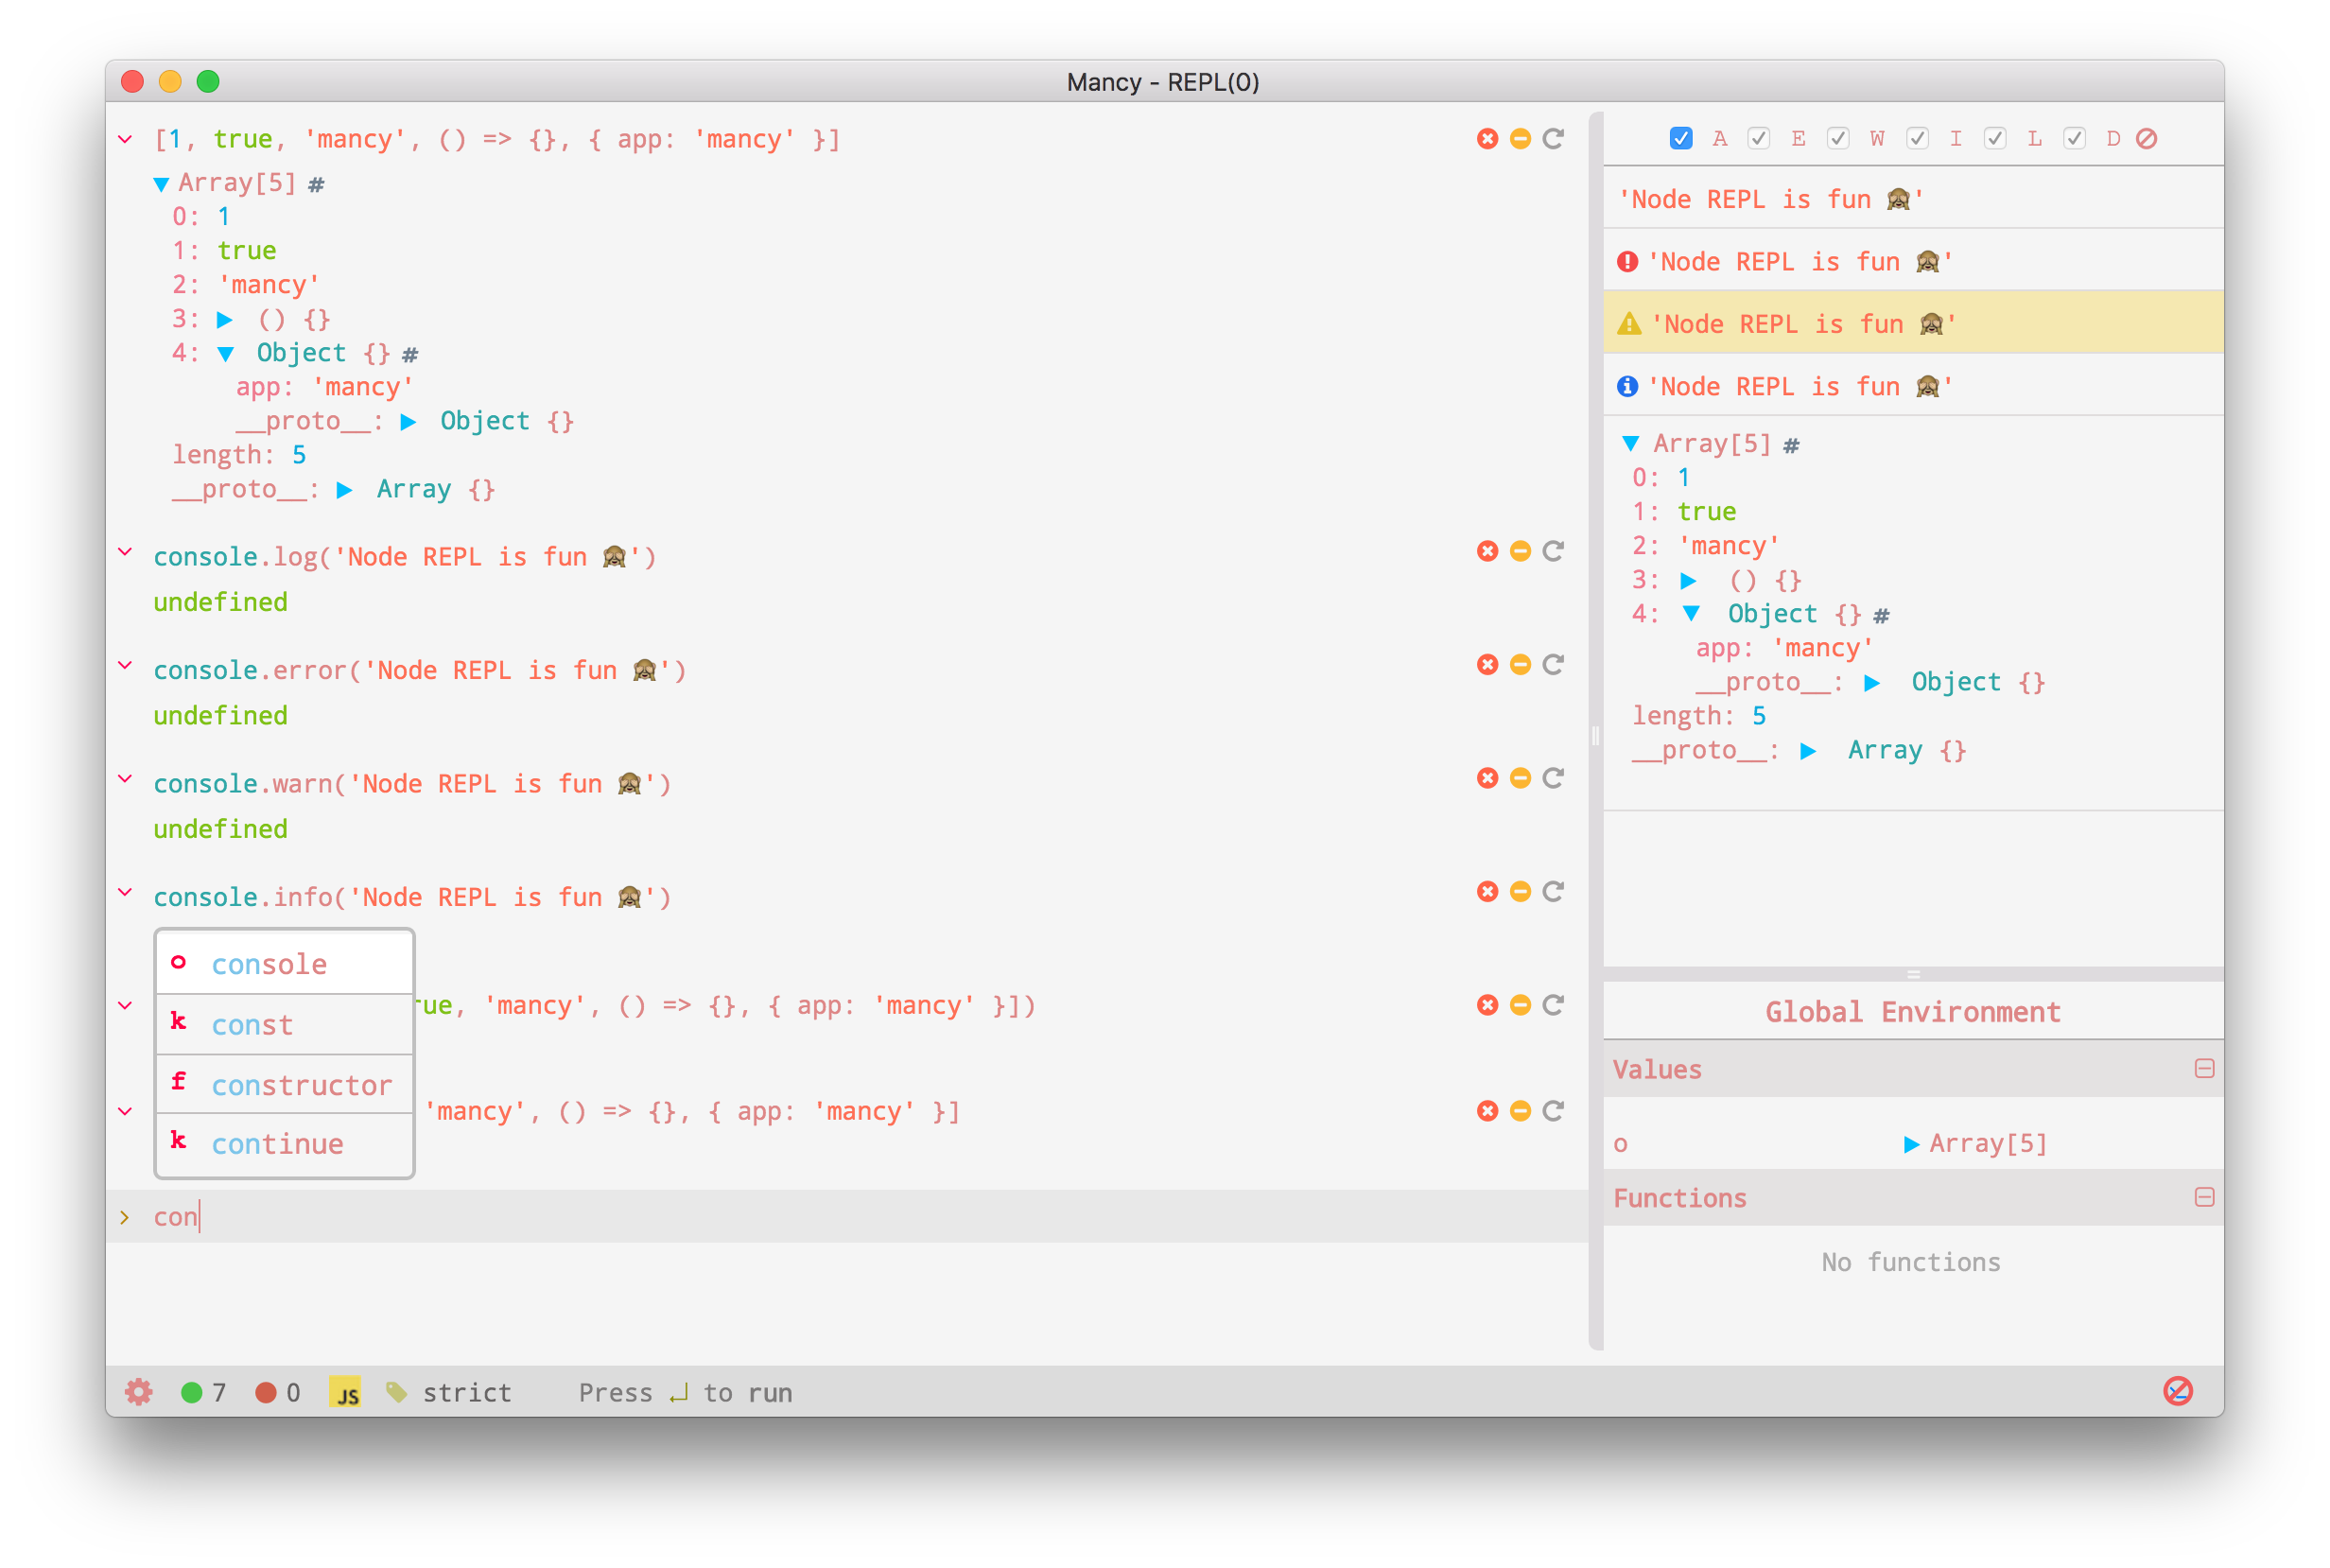 Mancy - REPL(0)
[1, true, 'mancy', () => {}, { app: 'mancy' }]
Array[5] #
0: 1
1: true
2: 'mancy'
3: () {}
4: Object {} #
app: 'mancy'
__proto__: Object {}
length: 5
__proto__: Array {}
console.log('Node REPL is fun 🙈')
undefined
console.error('Node REPL is fun 🙈')
undefined
console.warn('Node REPL is fun 🙈')
undefined
console.info('Node REPL is fun 🙈')
o console
k const
f constructor
k continue
rue, 'mancy', () => {}, { app: 'mancy' }])
'mancy', () => {}, { app: 'mancy' }]
con
A E W I L D
'Node REPL is fun 🙈'
'Node REPL is fun 🙈'
'Node REPL is fun 🙈'
'Node REPL is fun 🙈'
Array[5] #
0: 1
1: true
2: 'mancy'
3: () {}
4: Object {} #
app: 'mancy'
__proto__: Object {}
length: 5
__proto__: Array {}
Global Environment
Values
o Array[5]
Functions
No functions
7 0 JS strict Press ↵ to run